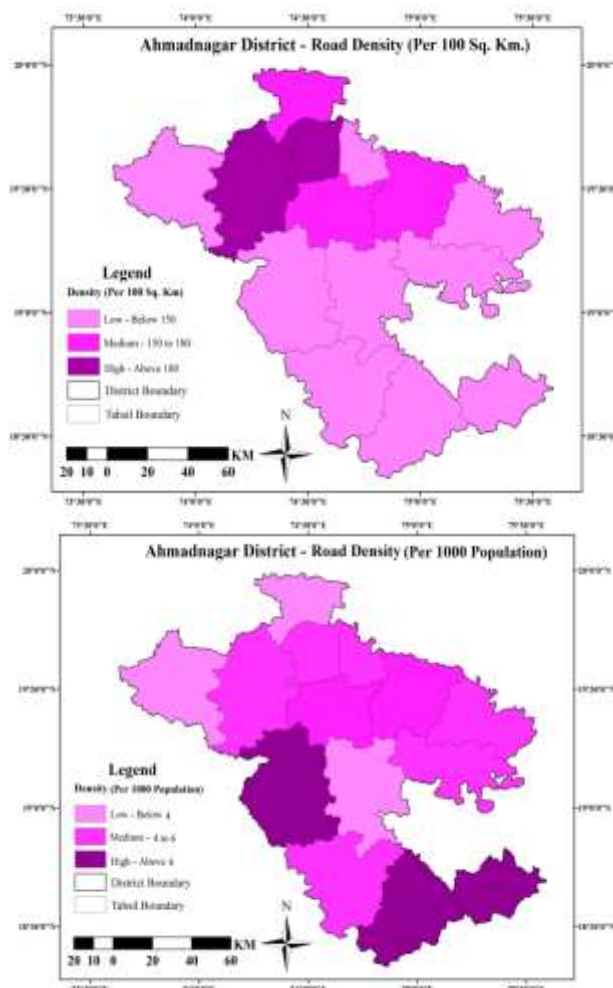 Ahmadnagar District - Road Density (Per 100 Sq. Km.)
Legend
Density (Per 100 Sq. Km)
Low - Below 150
Medium - 150 to 180
High - Above 180
District Boundary
Tahsil Boundary
N
20 10 0 20 40 60 KM
Ahmadnagar District - Road Density (Per 1000 Population)
Legend
Density (Per 1000 Population)
Low - Below 4
Medium - 4 to 6
High - Above 6
District Boundary
Tahsil Boundary
N
20 10 0 20 40 60 KM